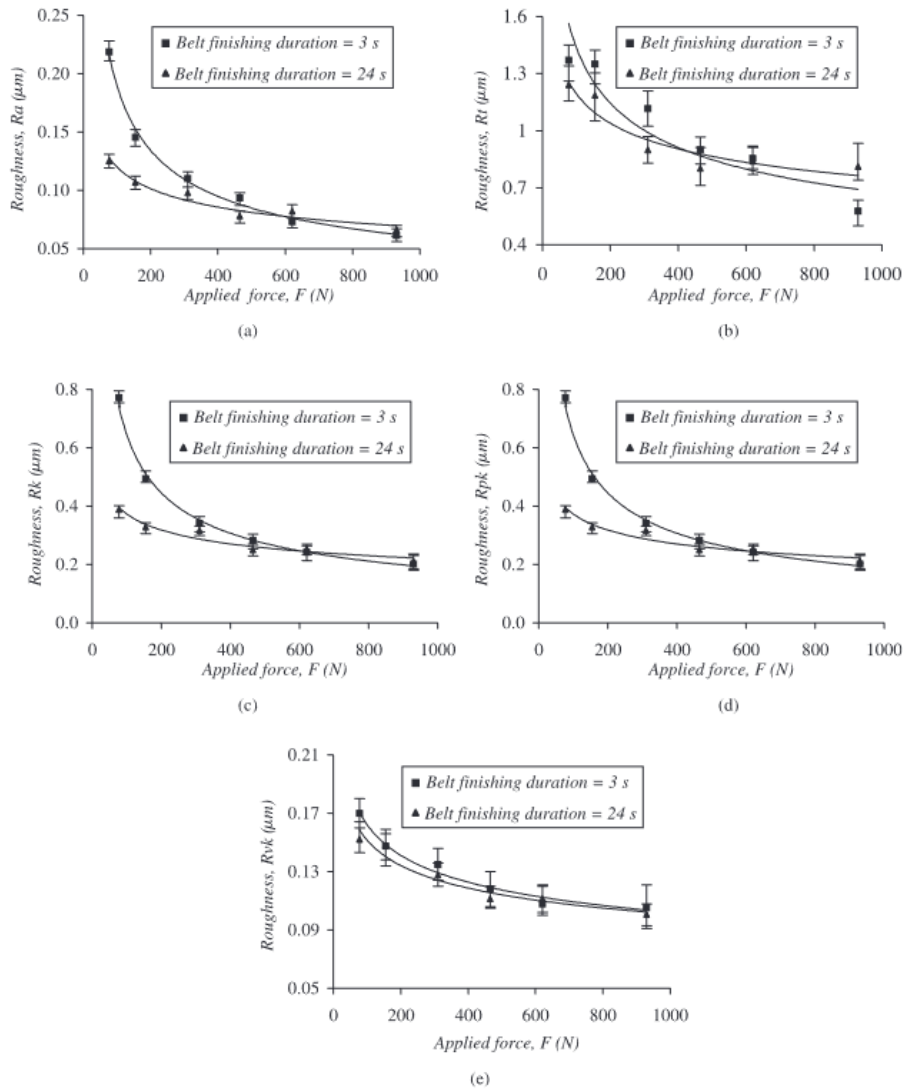 0.25
0.20
0.15
0.10
0.05
0 200 400 600 800 1000
Roughness, Ra (μm)
Belt finishing duration = 3 s
Belt finishing duration = 24 s
Applied force, F (N)
(a)
1.6
1.3
1
0.7
0.4
0 200 400 600 800 1000
Roughness, Rt (μm)
Belt finishing duration = 3 s
Belt finishing duration = 24 s
Applied force, F (N)
(b)
0.8
0.6
0.4
0.2
0.0
0 200 400 600 800 1000
Roughness, Rk (μm)
Belt finishing duration = 3 s
Belt finishing duration = 24 s
Applied force, F (N)
(c)
0.8
0.6
0.4
0.2
0.0
0 200 400 600 800 1000
Roughness, Rpk (μm)
Belt finishing duration = 3 s
Belt finishing duration = 24 s
Applied force, F (N)
(d)
0.21
0.17
0.13
0.09
0.05
0 200 400 600 800 1000
Roughness, Rvk (μm)
Belt finishing duration = 3 s
Belt finishing duration = 24 s
Applied force, F (N)
(e)